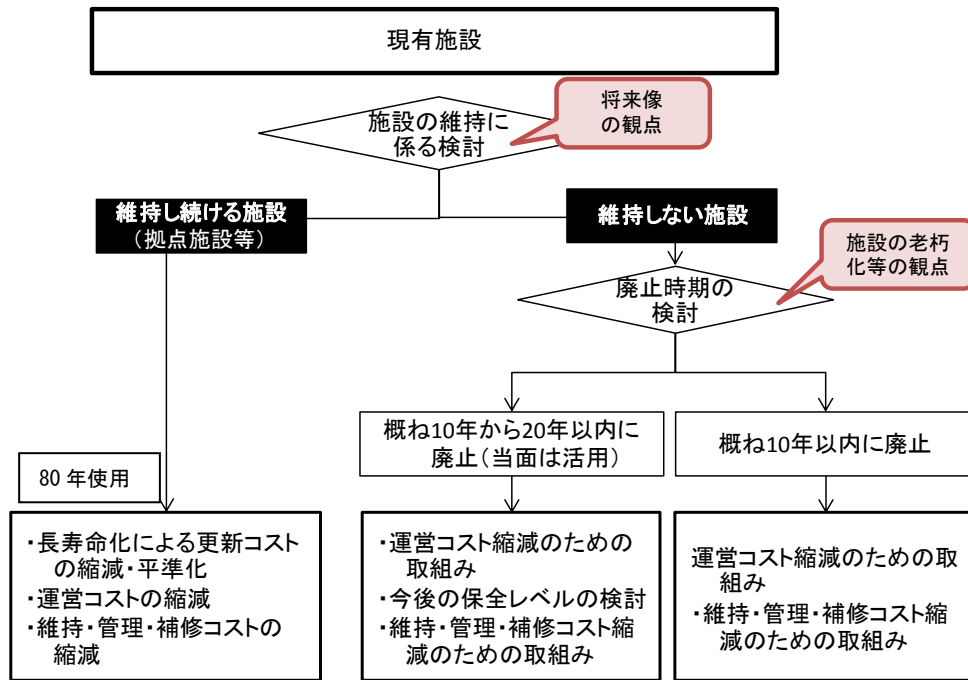 現有施設
将来像
の観点
施設の維持に
係る検討
維持し続ける施設
（拠点施設等）
維持しない施設
施設の老朽
化等の観点
廃止時期の
検討
概ね10年から20年以内に
廃止（当面は活用）
概ね10年以内に廃止
80 年使用
・長寿命化による更新コスト
の縮減・平準化
・運営コストの縮減
・維持・管理・補修コストの
縮減
・運営コスト縮減のための
取組み
・今後の保全レベルの検討
・維持・管理・補修コスト縮
減のための取組み
運営コスト縮減のための取
組み
・維持・管理・補修コスト縮
減のための取組み